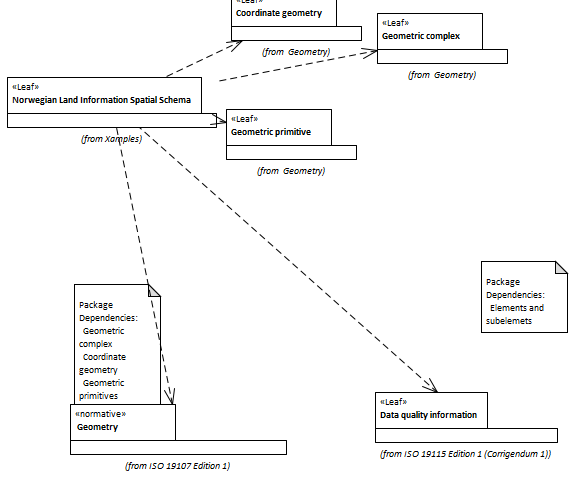 «Leaf»
Coordinate geometry
(from  Geometry)
«Leaf»
Geometric complex
(from  Geometry)
«Leaf»
Norwegian Land Information Spatial Schema
(from Xamples)
«Leaf»
Geometric primitive
(from  Geometry)
Package
Dependencies:
Elements and
subelemets
Package
Dependencies:
Geometric
complex
Coordinate
geometry
Geometric
primitives
«normative»
Geometry
(from ISO 19107 Edition 1)
«Leaf»
Data quality information
(from ISO 19115 Edition 1 (Corrigendum 1))